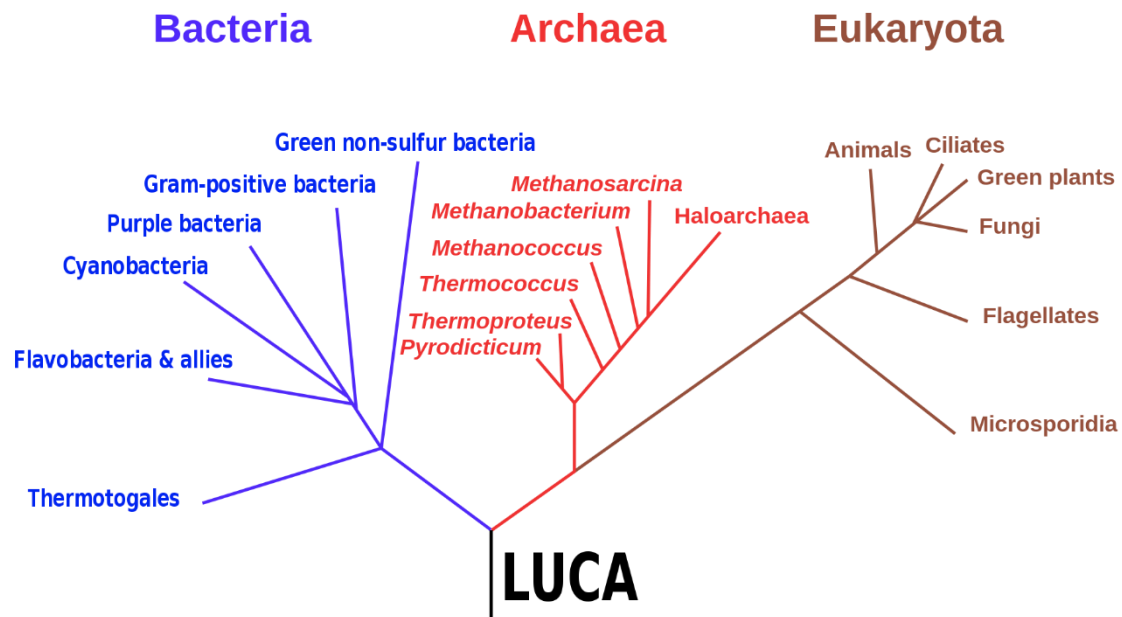 Bacteria
Archaea
Eukaryota
Green non-sulfur bacteria
Gram-positive bacteria
Purple bacteria
Cyanobacteria
Flavobacteria & allies
Thermotogales
Methanosarcina
Methanobacterium
Haloarchaea
Methanococcus
Thermococcus
Thermoproteus
Pyrodicticum
Animals
Ciliates
Green plants
Fungi
Flagellates
Microsporidia
LUCA